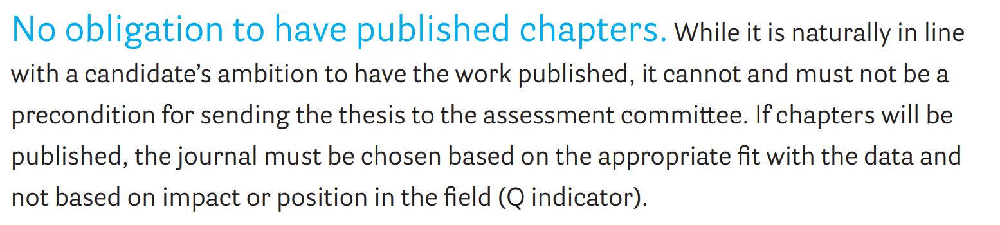 No obligation to have published chapters. While it is naturally in line
with a candidate’s ambition to have the work published, it cannot and must not be a
precondition for sending the thesis to the assessment committee. If chapters will be
published, the journal must be chosen based on the appropriate fit with the data and
not based on impact or position in the field (Q indicator).